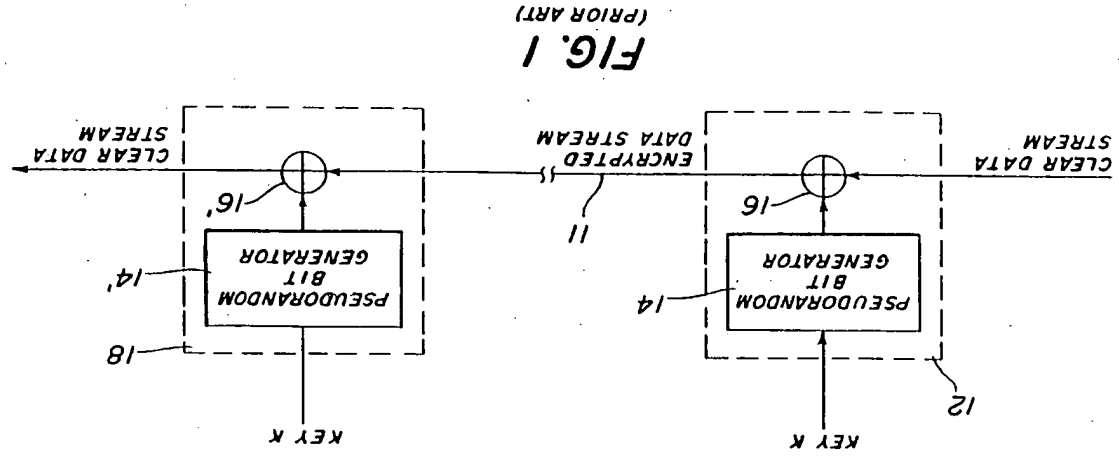 KEY K
KEY K
12
18
PSEUDORANDOM
BIT
GENERATOR
14
PSEUDORANDOM
BIT
GENERATOR
14'
16
11
16'
CLEAR DATA
STREAM
ENCRYPTED
DATA STREAM
CLEAR DATA
STREAM
FIG. 1
(PRIOR ART)